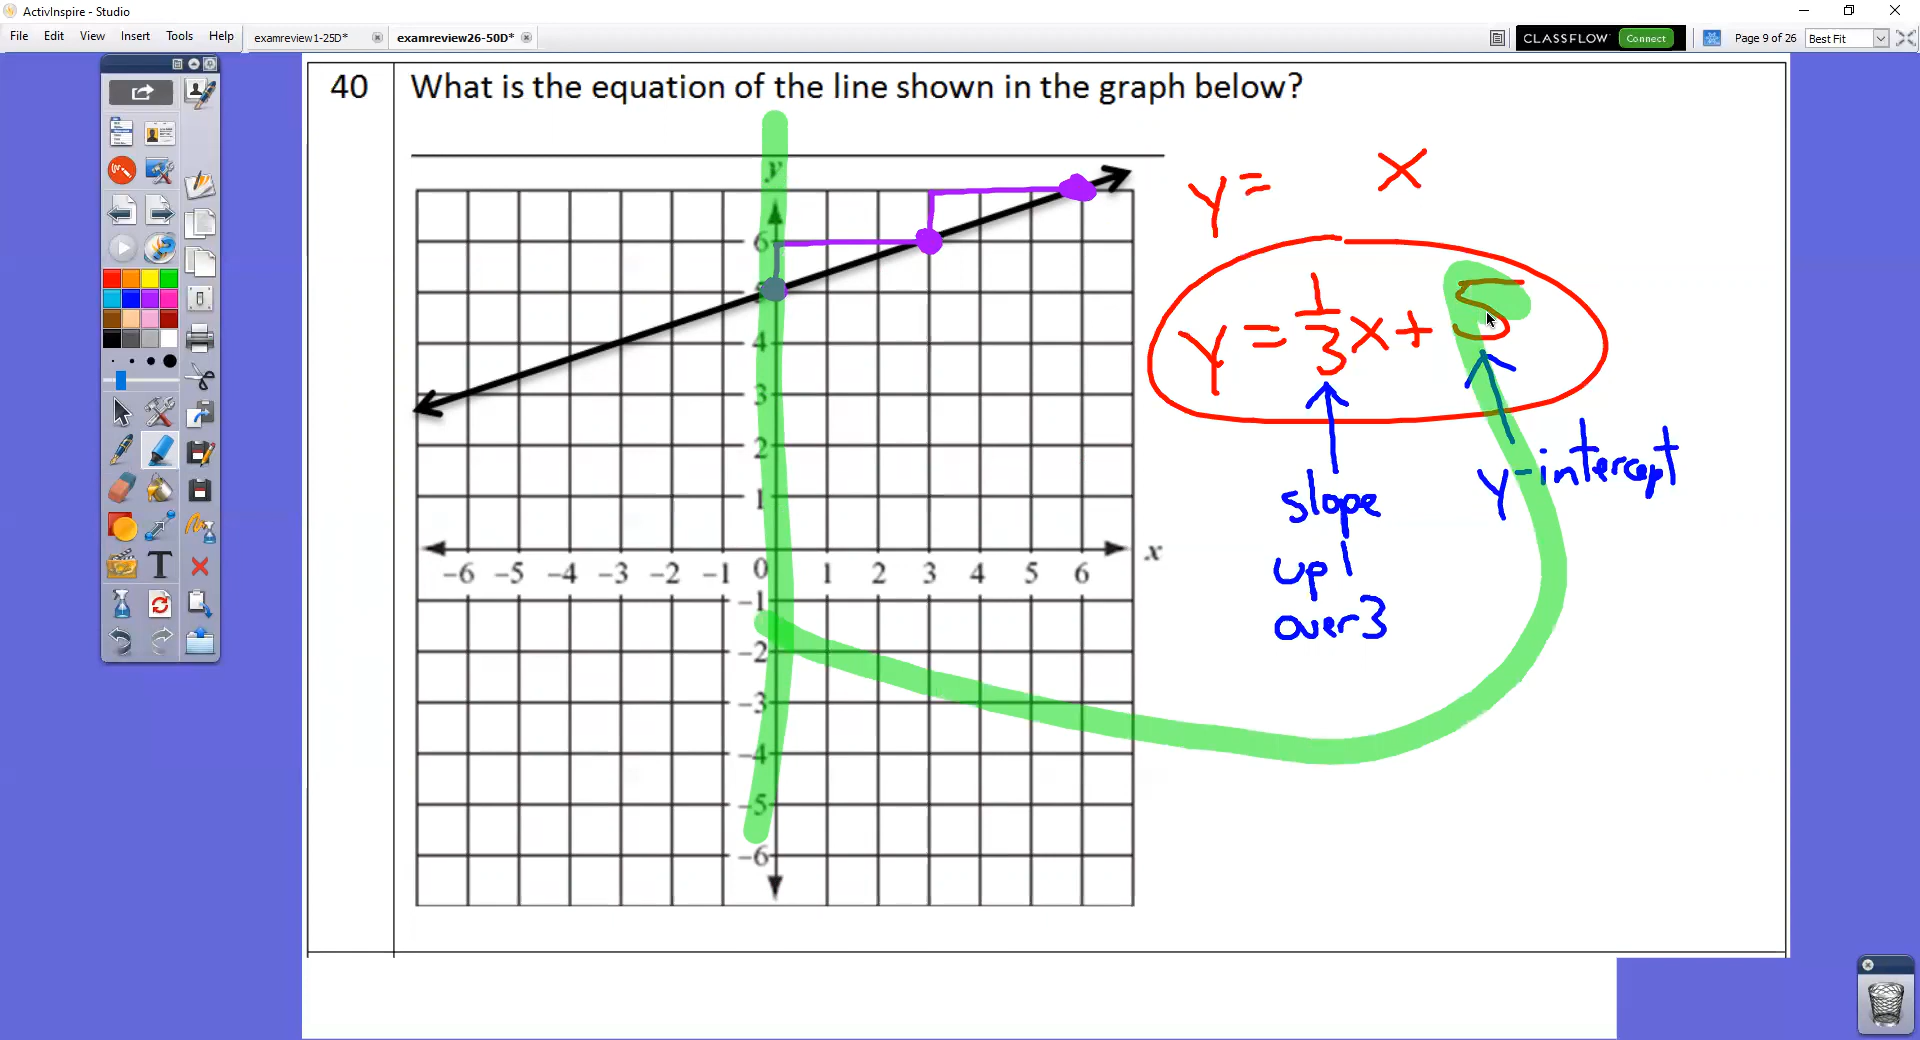 ActivInspire - Studio
File Edit View Insert Tools Help
examreview1-25D*
examreview26-50D*
CLASSFLOW Connect
Page 9 of 26
Best Fit
40
What is the equation of the line shown in the graph below?
y
6
4
3
2
1
-6 -5 -4 -3 -2 -1 0 1 2 3 4 5 6
x
-1
-2
-3
-4
-5
-6
y = x
y = 1/3 x + 5
slope
up 1
over 3
y-intercept